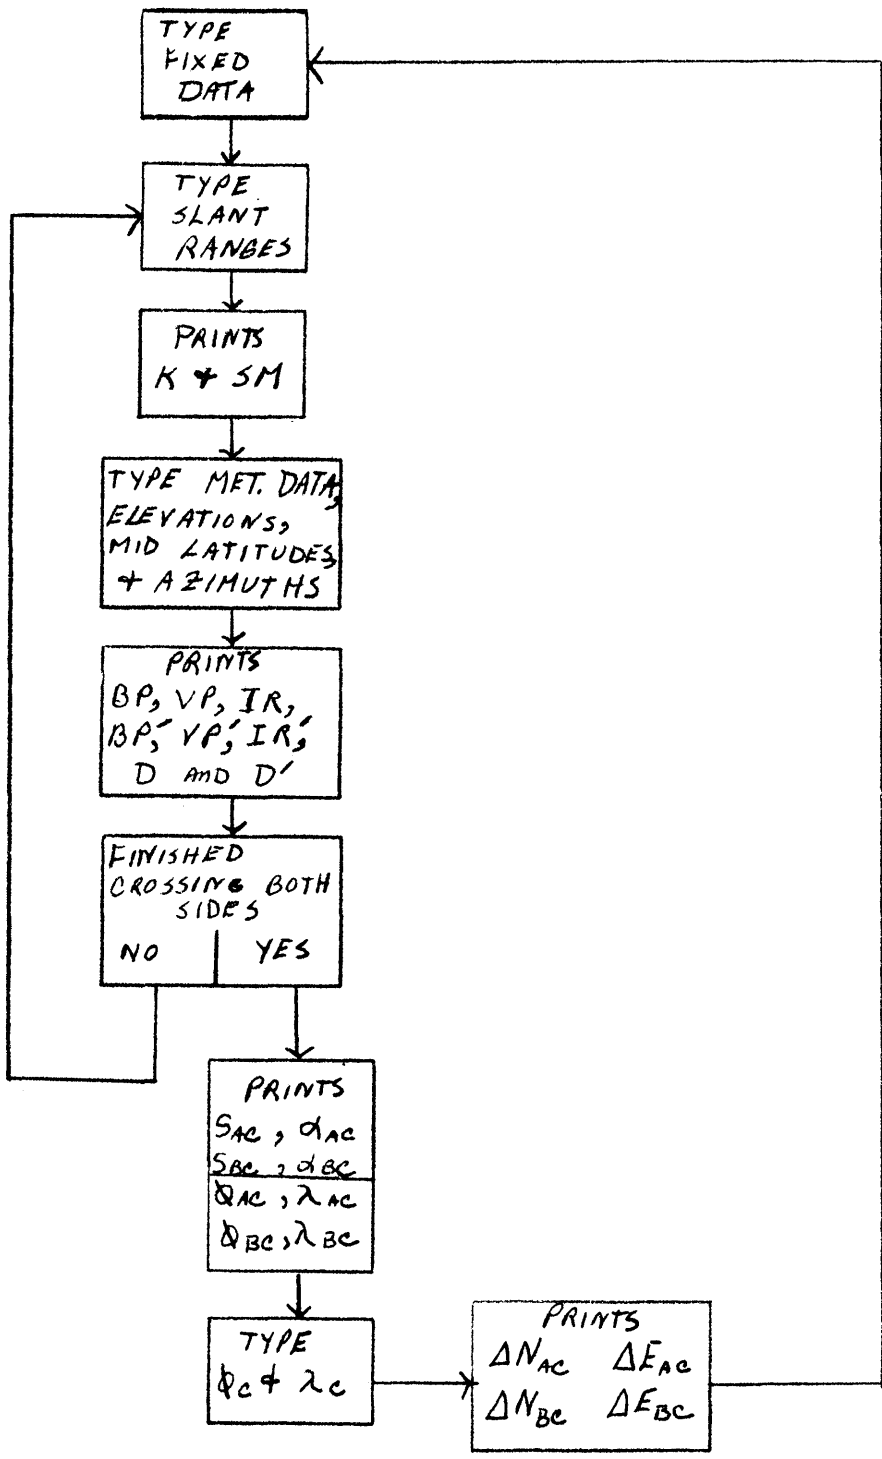 TYPE
FIXED
DATA
TYPE
SLANT
RANGES
PRINTS
K & SM
TYPE MET. DATA,
ELEVATIONS,
MID LATITUDES,
& AZIMUTHS
PRINTS
BP, VP, IR,
BP,' VP,' IR,'
D AND D'
FINISHED
CROSSING BOTH
SIDES
NO YES
PRINTS
S_AC, α_AC
S_BC, α_BC
φ_AC, λ_AC
φ_BC, λ_BC
TYPE
φ_C & λ_C
PRINTS
ΔN_AC ΔE_AC
ΔN_BC ΔE_BC